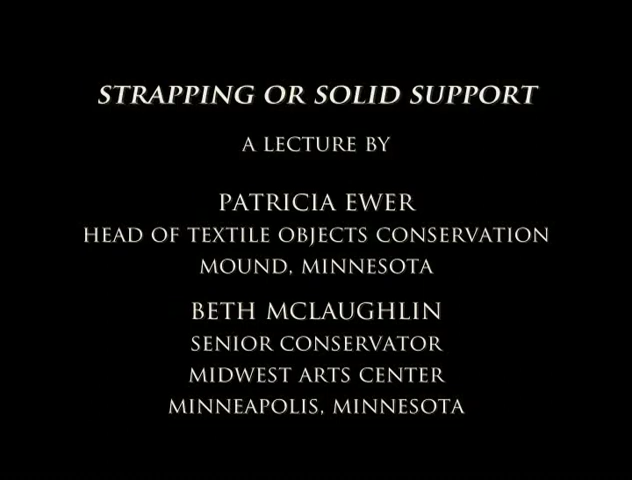 STRAPPING OR SOLID SUPPORT
A LECTURE BY
PATRICIA EWER
HEAD OF TEXTILE OBJECTS CONSERVATION
MOUND, MINNESOTA
BETH MCLAUGHLIN
SENIOR CONSERVATOR
MIDWEST ARTS CENTER
MINNEAPOLIS, MINNESOTA